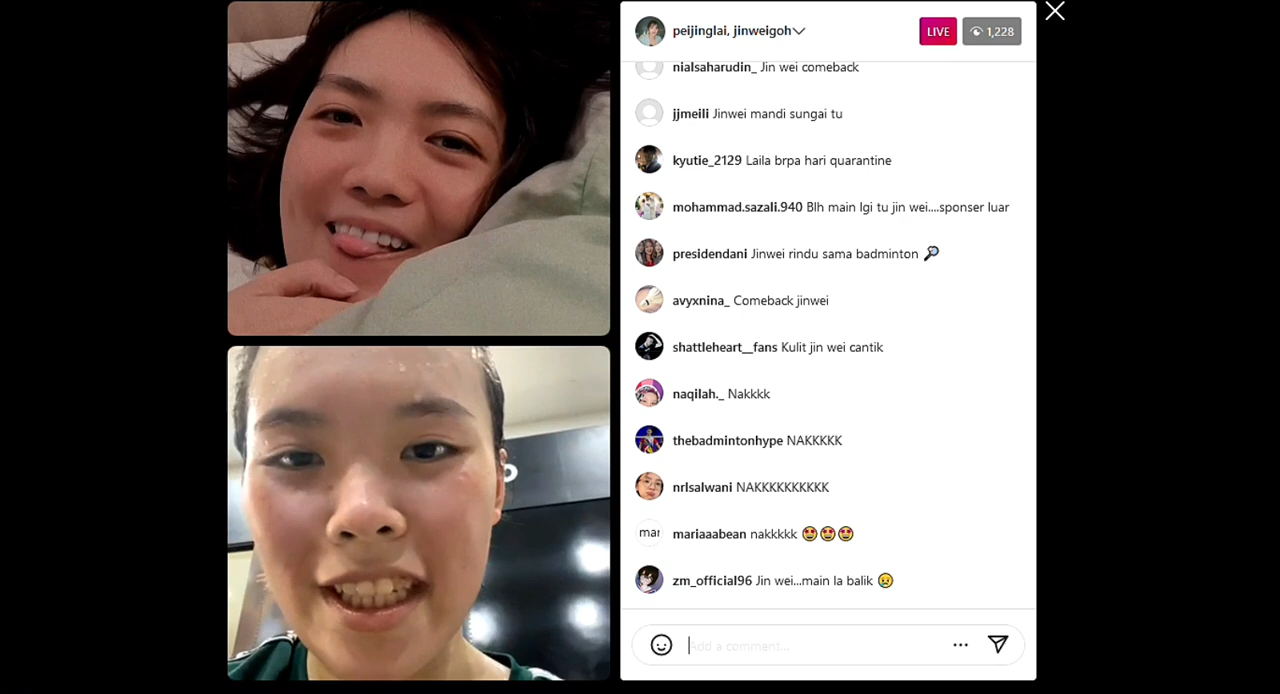 peijinglai, jinweigoh
LIVE
1,228
nialsaharudin_ Jin wei comeback
jjmeili Jinwei mandi sungai tu
kyutie_2129 Laila brpa hari quarantine
mohammad.sazali.940 Blh main lgi tu jin wei....sponser luar
presidendani Jinwei rindu sama badminton
avyxnina_ Comeback jinwei
shattleheart__fans Kulit jin wei cantik
naqilah._ Nakkkk
thebadmintonhype NAKKKKK
nrlsalwani NAKKKKKKKKKK
mar
mariaaabean nakkkkk 😍😍😍
zm_official96 Jin wei...main la balik 😢
Add a comment...